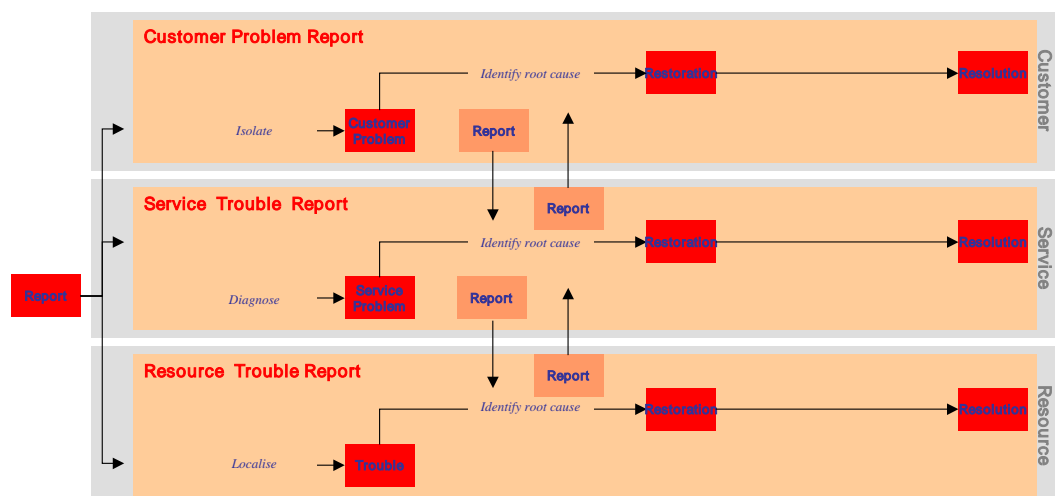 Customer Problem Report
Identify root cause
Restoration
Resolution
Isolate
Customer
Problem
Report
Customer
Service  Trouble  Report
Report
Identify root cause
Restoration
Resolution
Diagnose
Service
Problem
Report
Service
Report
Resource  Trouble Report
Report
Identify root cause
Restoration
Resolution
Localise
Trouble
Resource